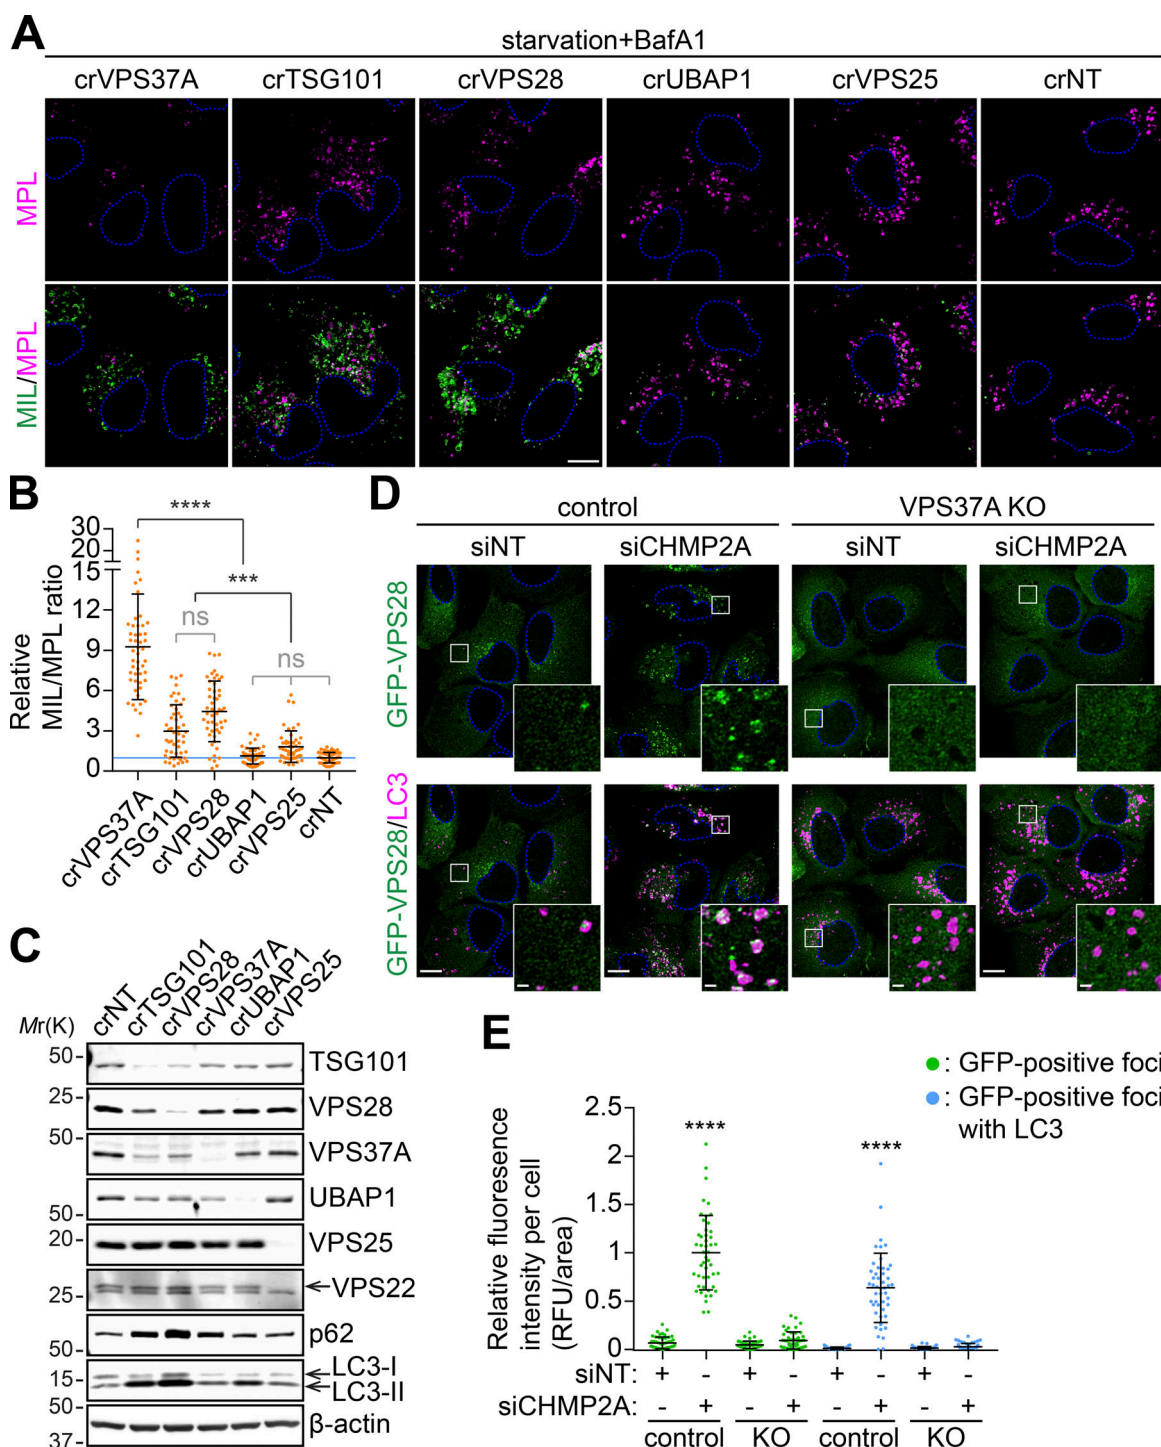 A
starvation+BafA1
crVPS37A crTSG101 crVPS28 crUBAP1 crVPS25 crNT
MPL
MIL/MPL
B
Relative
MIL/MPL ratio
30
20
15
12
9
6
3
0
****
***
ns
ns
crVPS37A
crTSG101
crVPS28
crUBAP1
crVPS25
crNT
C
Mr(K)
crNT
crTSG101
crVPS28
crVPS37A
crUBAP1
crVPS25
50
TSG101
25
VPS28
50
VPS37A
UBAP1
50
20
VPS25
VPS22
25
p62
50
LC3-I
15
LC3-II
50
β-actin
37
D
control VPS37A KO
siNT siCHMP2A siNT siCHMP2A
GFP-VPS28
GFP-VPS28/LC3
E
: GFP-positive foci
: GFP-positive foci
with LC3
Relative fluoresence
intensity per cell
(RFU/area)
2.5
2
1.5
1
0.5
0
****
****
siNT: + - + - + - + -
siCHMP2A: - + - + - + - +
control KO control KO